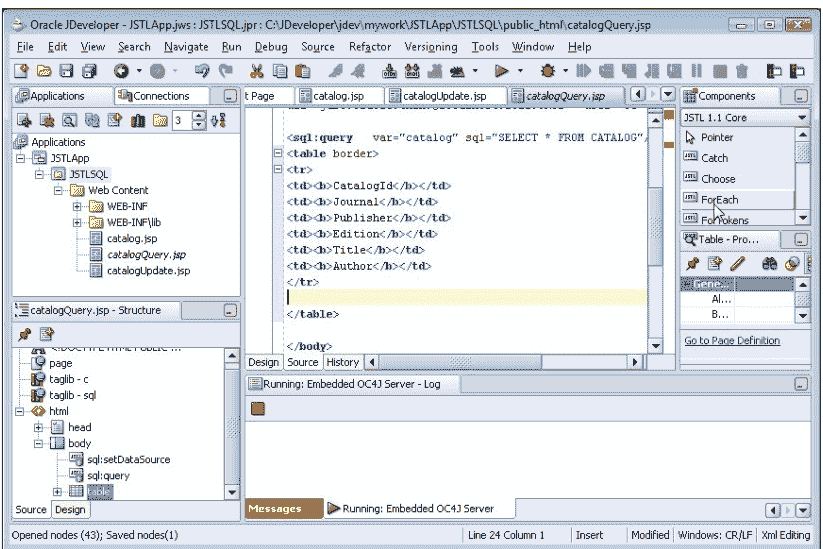 Oracle JDeveloper - JSTLApp.jws : JSTLSQL.jpr : C:\JDeveloper\jdev\mywork\JSTLApp\JSTLSQL\public_html\catalogQuery.jsp
File Edit View Search Navigate Run Debug Source Refactor Versioning Tools Window Help
Applications Connections
3
Applications
JSTLApp
JSTLSQL
Web Content
WEB-INF
WEB-INF\lib
catalog.jsp
catalogQuery.jsp
catalogUpdate.jsp
t Page catalog.jsp catalogUpdate.jsp catalogQuery.jsp
<sql:query var="catalog" sql="SELECT * FROM CATALOG"/
<table border>
<tr>
<td><b>CatalogId</b></td>
<td><b>Journal</b></td>
<td><b>Publisher</b></td>
<td><b>Edition</b></td>
<td><b>Title</b></td>
<td><b>Author</b></td>
</tr>
</table>
</body>
Design Source History
Components
JSTL 1.1 Core
Pointer
Catch
Choose
ForEach
ForTokens
Table - Pro...
Gene...
Al...
B...
Go to Page Definition
catalogQuery.jsp - Structure
<!DOCTYPE HTML PUBLIC ...
page
taglib - c
taglib - sql
html
head
body
sql:setDataSource
sql:query
table
Source Design
Running: Embedded OC4J Server - Log
Messages Running: Embedded OC4J Server
Opened nodes (43); Saved nodes(1) Line 24 Column 1 Insert Modified Windows: CR/LF Xml Editing